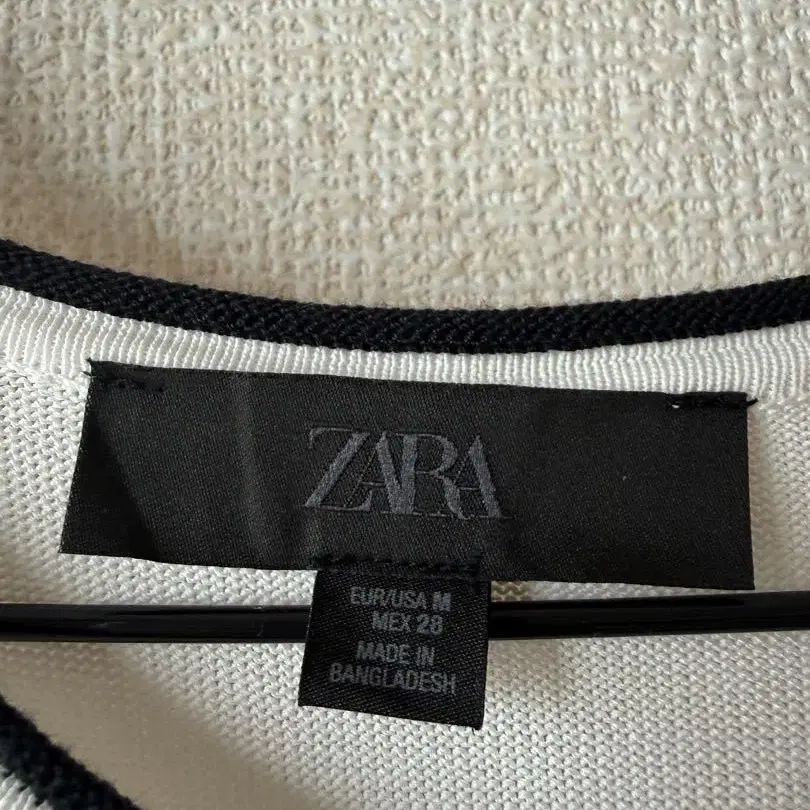 ZARA
EUR/USA M
MEX 28
MADE IN
BANGLADESH